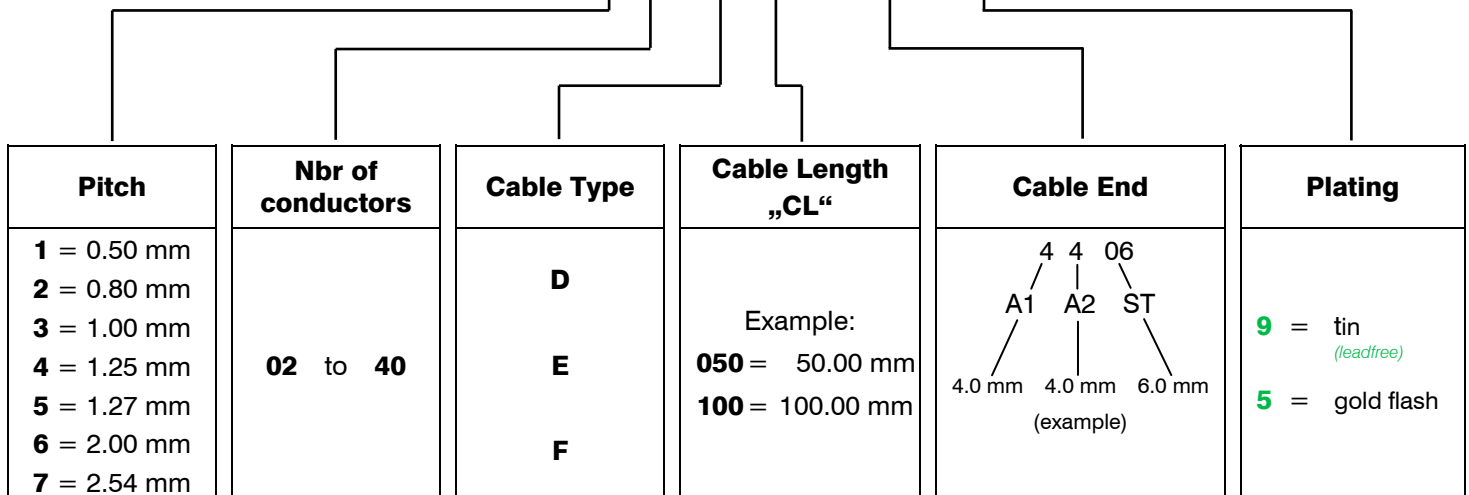 Pitch
1 = 0.50 mm
2 = 0.80 mm
3 = 1.00 mm
4 = 1.25 mm
5 = 1.27 mm
6 = 2.00 mm
7 = 2.54 mm
Nbr of
conductors
02 to 40
Cable Type
D
E
F
Cable Length
„CL“
Example:
050 = 50.00 mm
100 = 100.00 mm
Cable End
4 4 06
A1 A2 ST
4.0 mm 4.0 mm 6.0 mm
(example)
Plating
9 = tin
(leadfree)
5 = gold flash